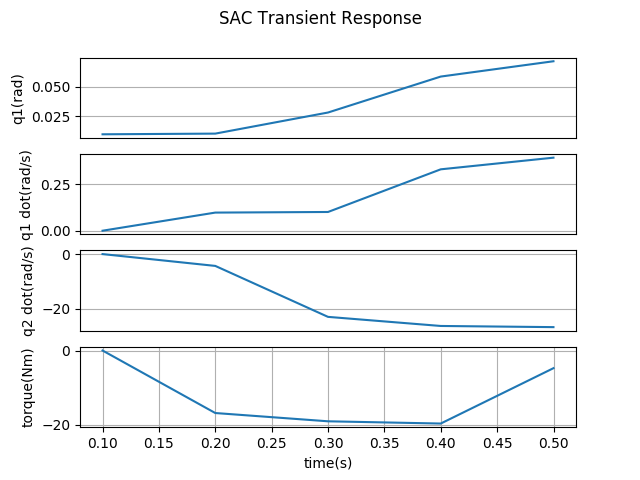 SAC Transient Response
q1(rad)
0.050
0.025
q1 dot(rad/s)
0.25
0.00
q2 dot(rad/s)
0
−20
torque(Nm)
0
−20
0.10 0.15 0.20 0.25 0.30 0.35 0.40 0.45 0.50
time(s)